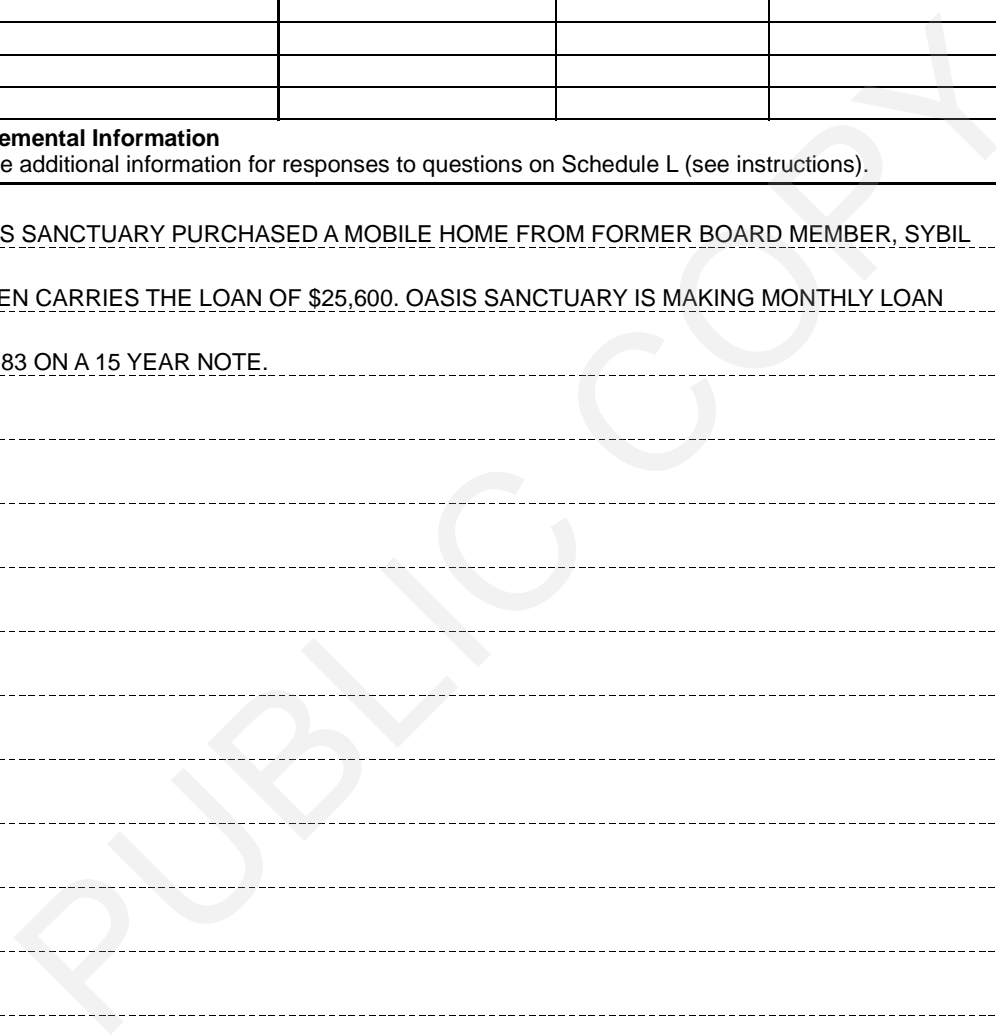 emental Information
e additional information for responses to questions on Schedule L (see instructions).
S SANCTUARY PURCHASED A MOBILE HOME FROM FORMER BOARD MEMBER, SYBIL
EN CARRIES THE LOAN OF $25,600. OASIS SANCTUARY IS MAKING MONTHLY LOAN
83 ON A 15 YEAR NOTE.
PUBLIC COPY